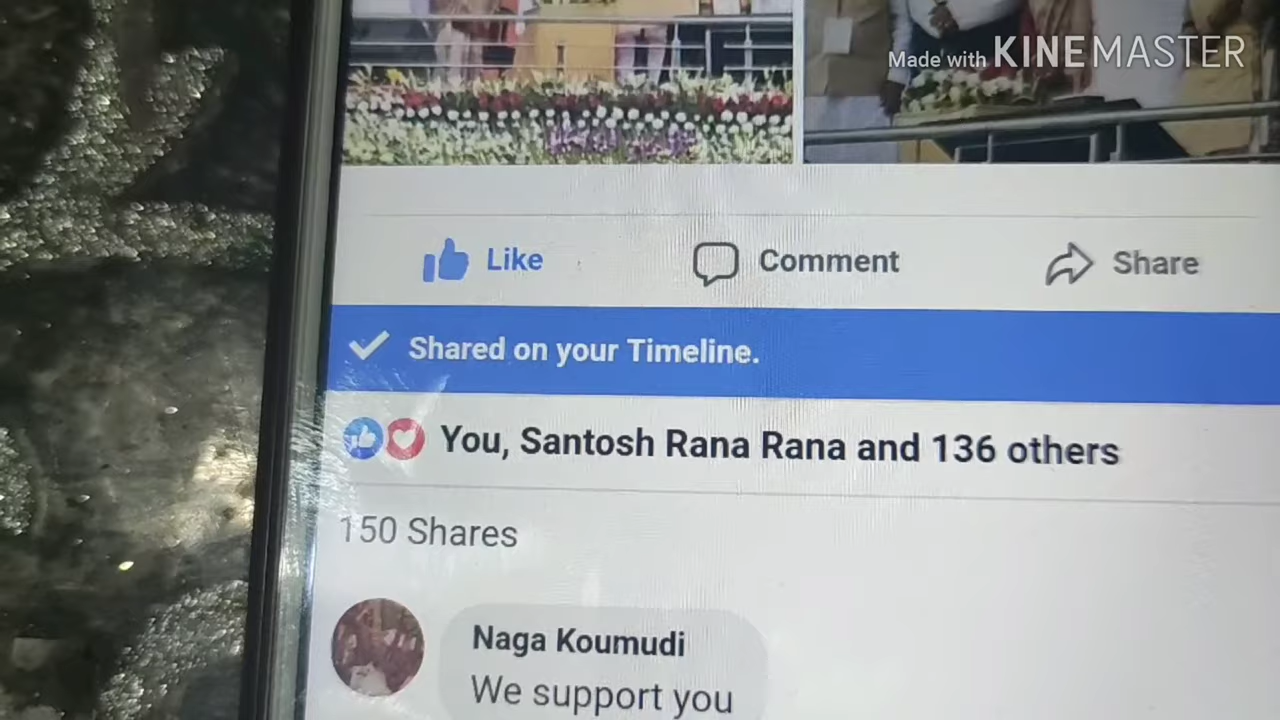 Made with KINEMASTER
Like
Comment
Share
Shared on your Timeline.
You, Santosh Rana Rana and 136 others
150 Shares
Naga Koumudi
We support you